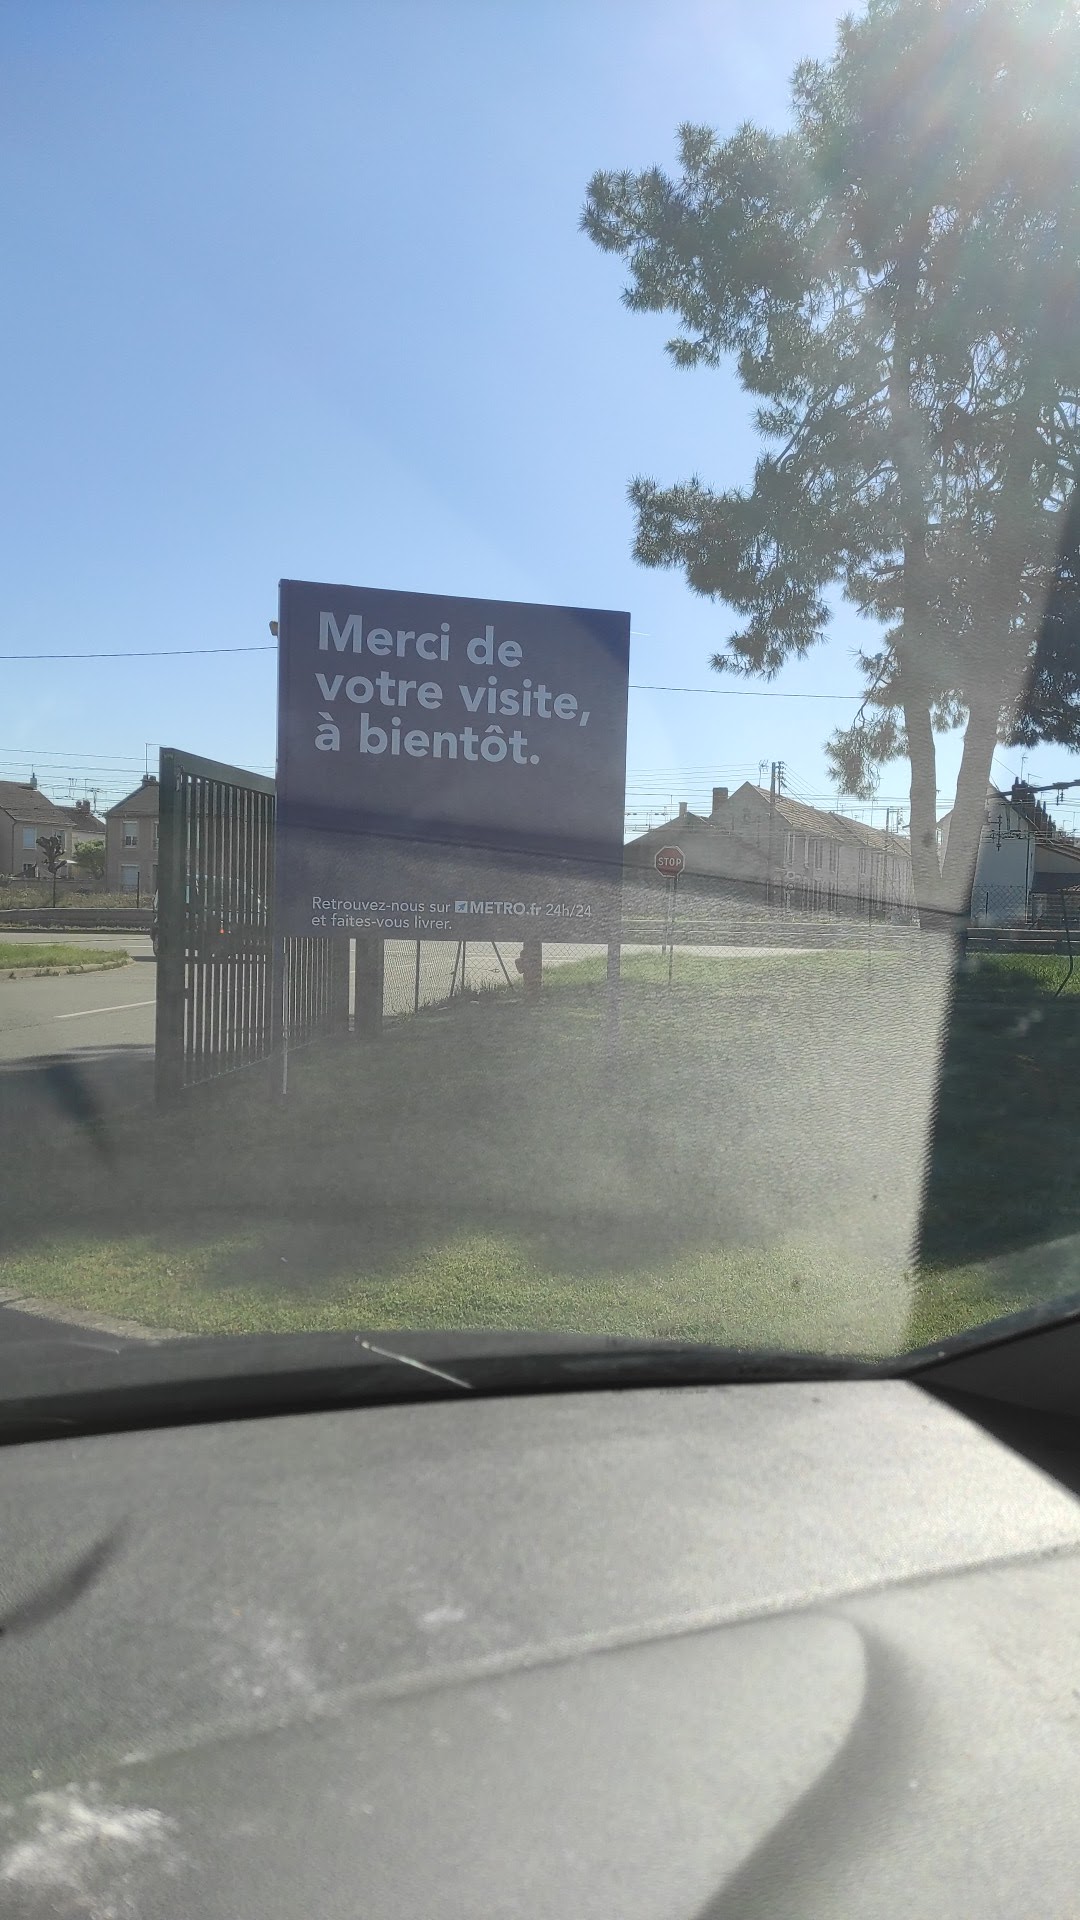 Merci de
votre visite,
à bientôt.
Retrouvez-nous sur METRO.fr 24h/24
et faites-vous livrer.
STOP